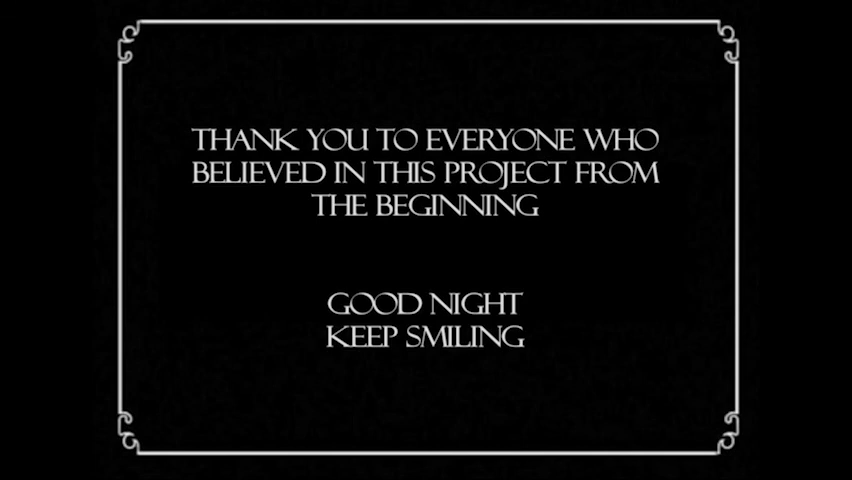 THANK YOU TO EVERYONE WHO
BELIEVED IN THIS PROJECT FROM
THE BEGINNING
GOOD NIGHT
KEEP SMILING